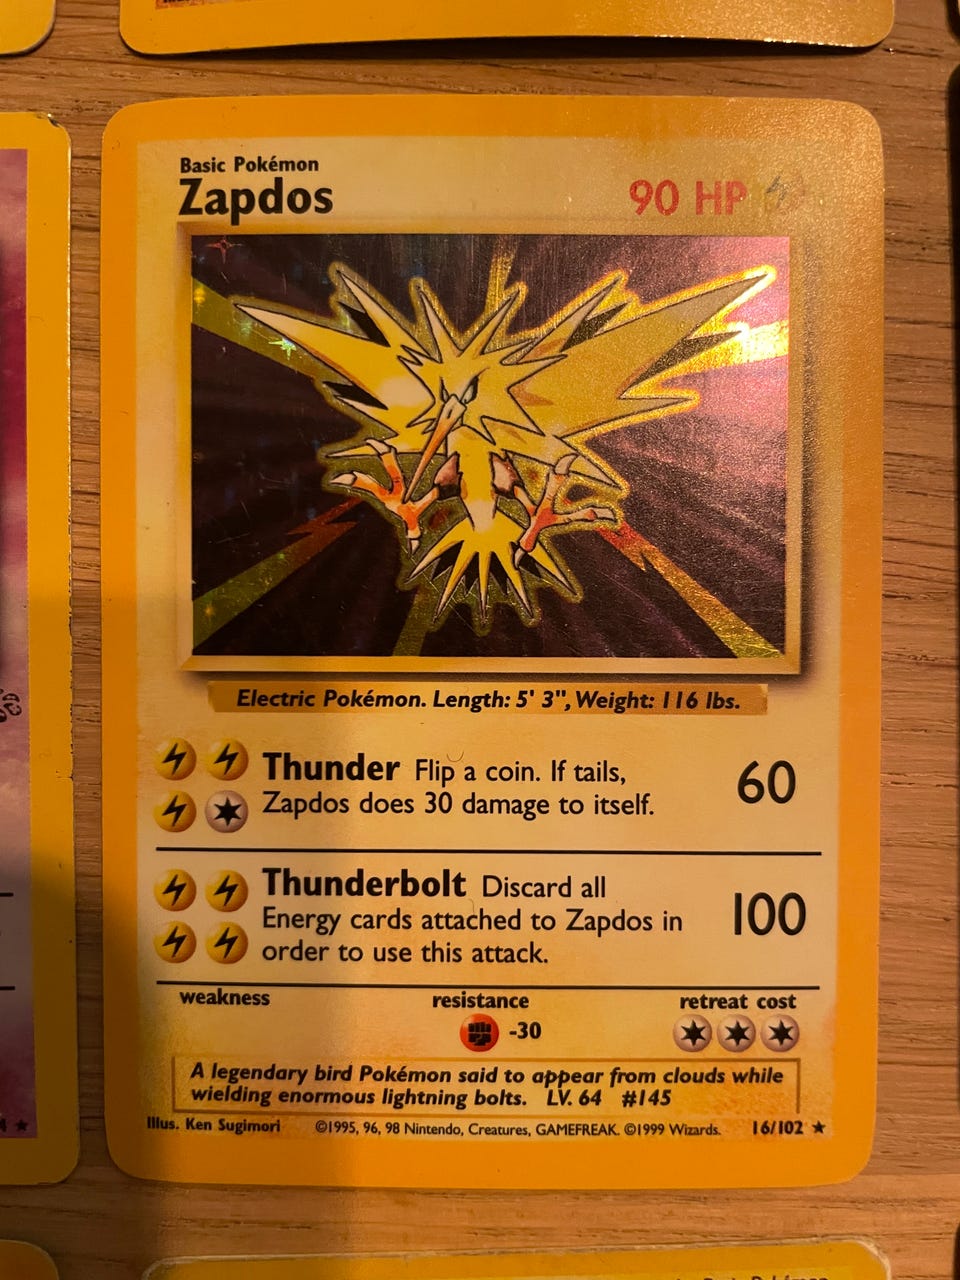 Basic Pokémon
Zapdos 90 HP
Electric Pokémon. Length: 5' 3", Weight: 116 lbs.
Thunder Flip a coin. If tails,
Zapdos does 30 damage to itself.
60
Thunderbolt Discard all
Energy cards attached to Zapdos in
order to use this attack.
100
weakness resistance retreat cost
-30
A legendary bird Pokémon said to appear from clouds while
wielding enormous lightning bolts. LV. 64 #145
Illus. Ken Sugimori ©1995, 96, 98 Nintendo, Creatures, GAMEFREAK. ©1999 Wizards. 16/102 ★